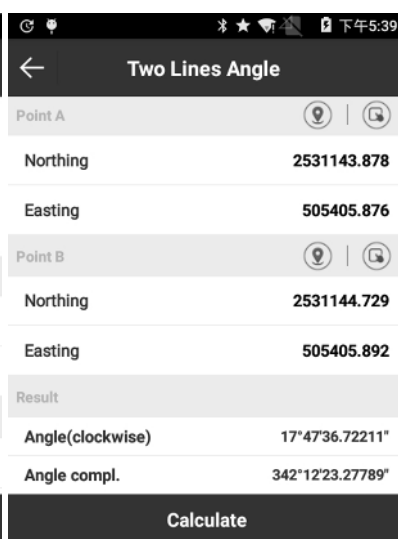 下午5:39
Two Lines Angle
Point A
Northing 2531143.878
Easting 505405.876
Point B
Northing 2531144.729
Easting 505405.892
Result
Angle(clockwise) 17°47'36.72211"
Angle compl. 342°12'23.27789"
Calculate